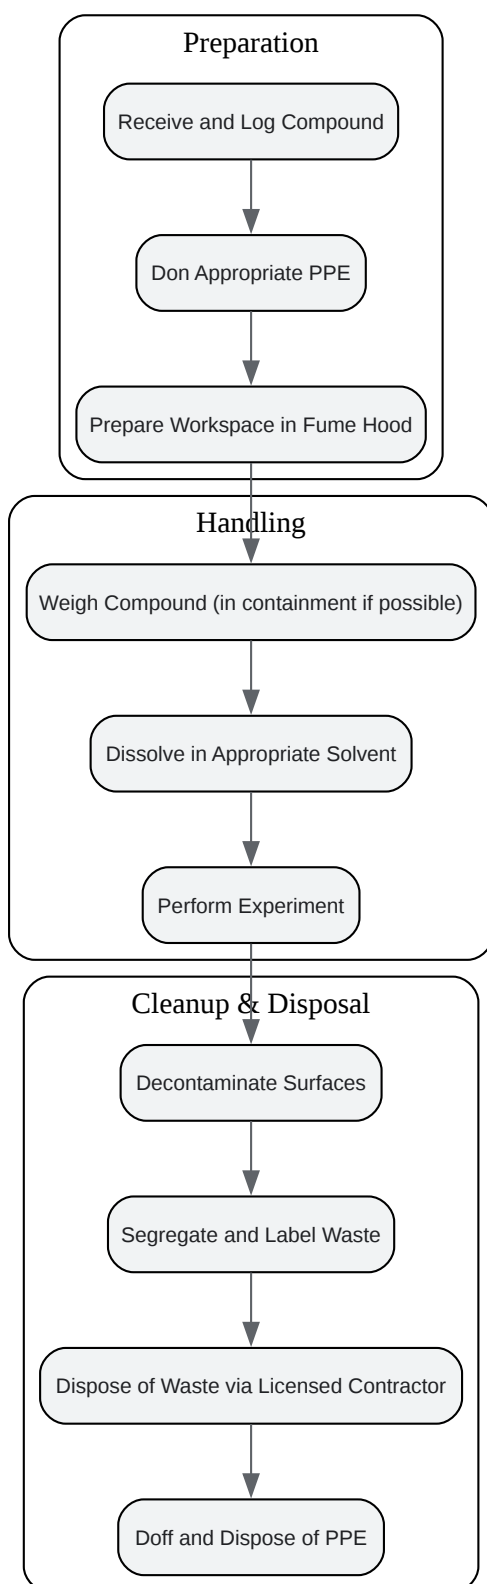 Preparation
Receive and Log Compound
Don Appropriate PPE
Prepare Workspace in Fume Hood
Handling
Weigh Compound (in containment if possible)
Dissolve in Appropriate Solvent
Perform Experiment
Cleanup & Disposal
Decontaminate Surfaces
Segregate and Label Waste
Dispose of Waste via Licensed Contractor
Doff and Dispose of PPE